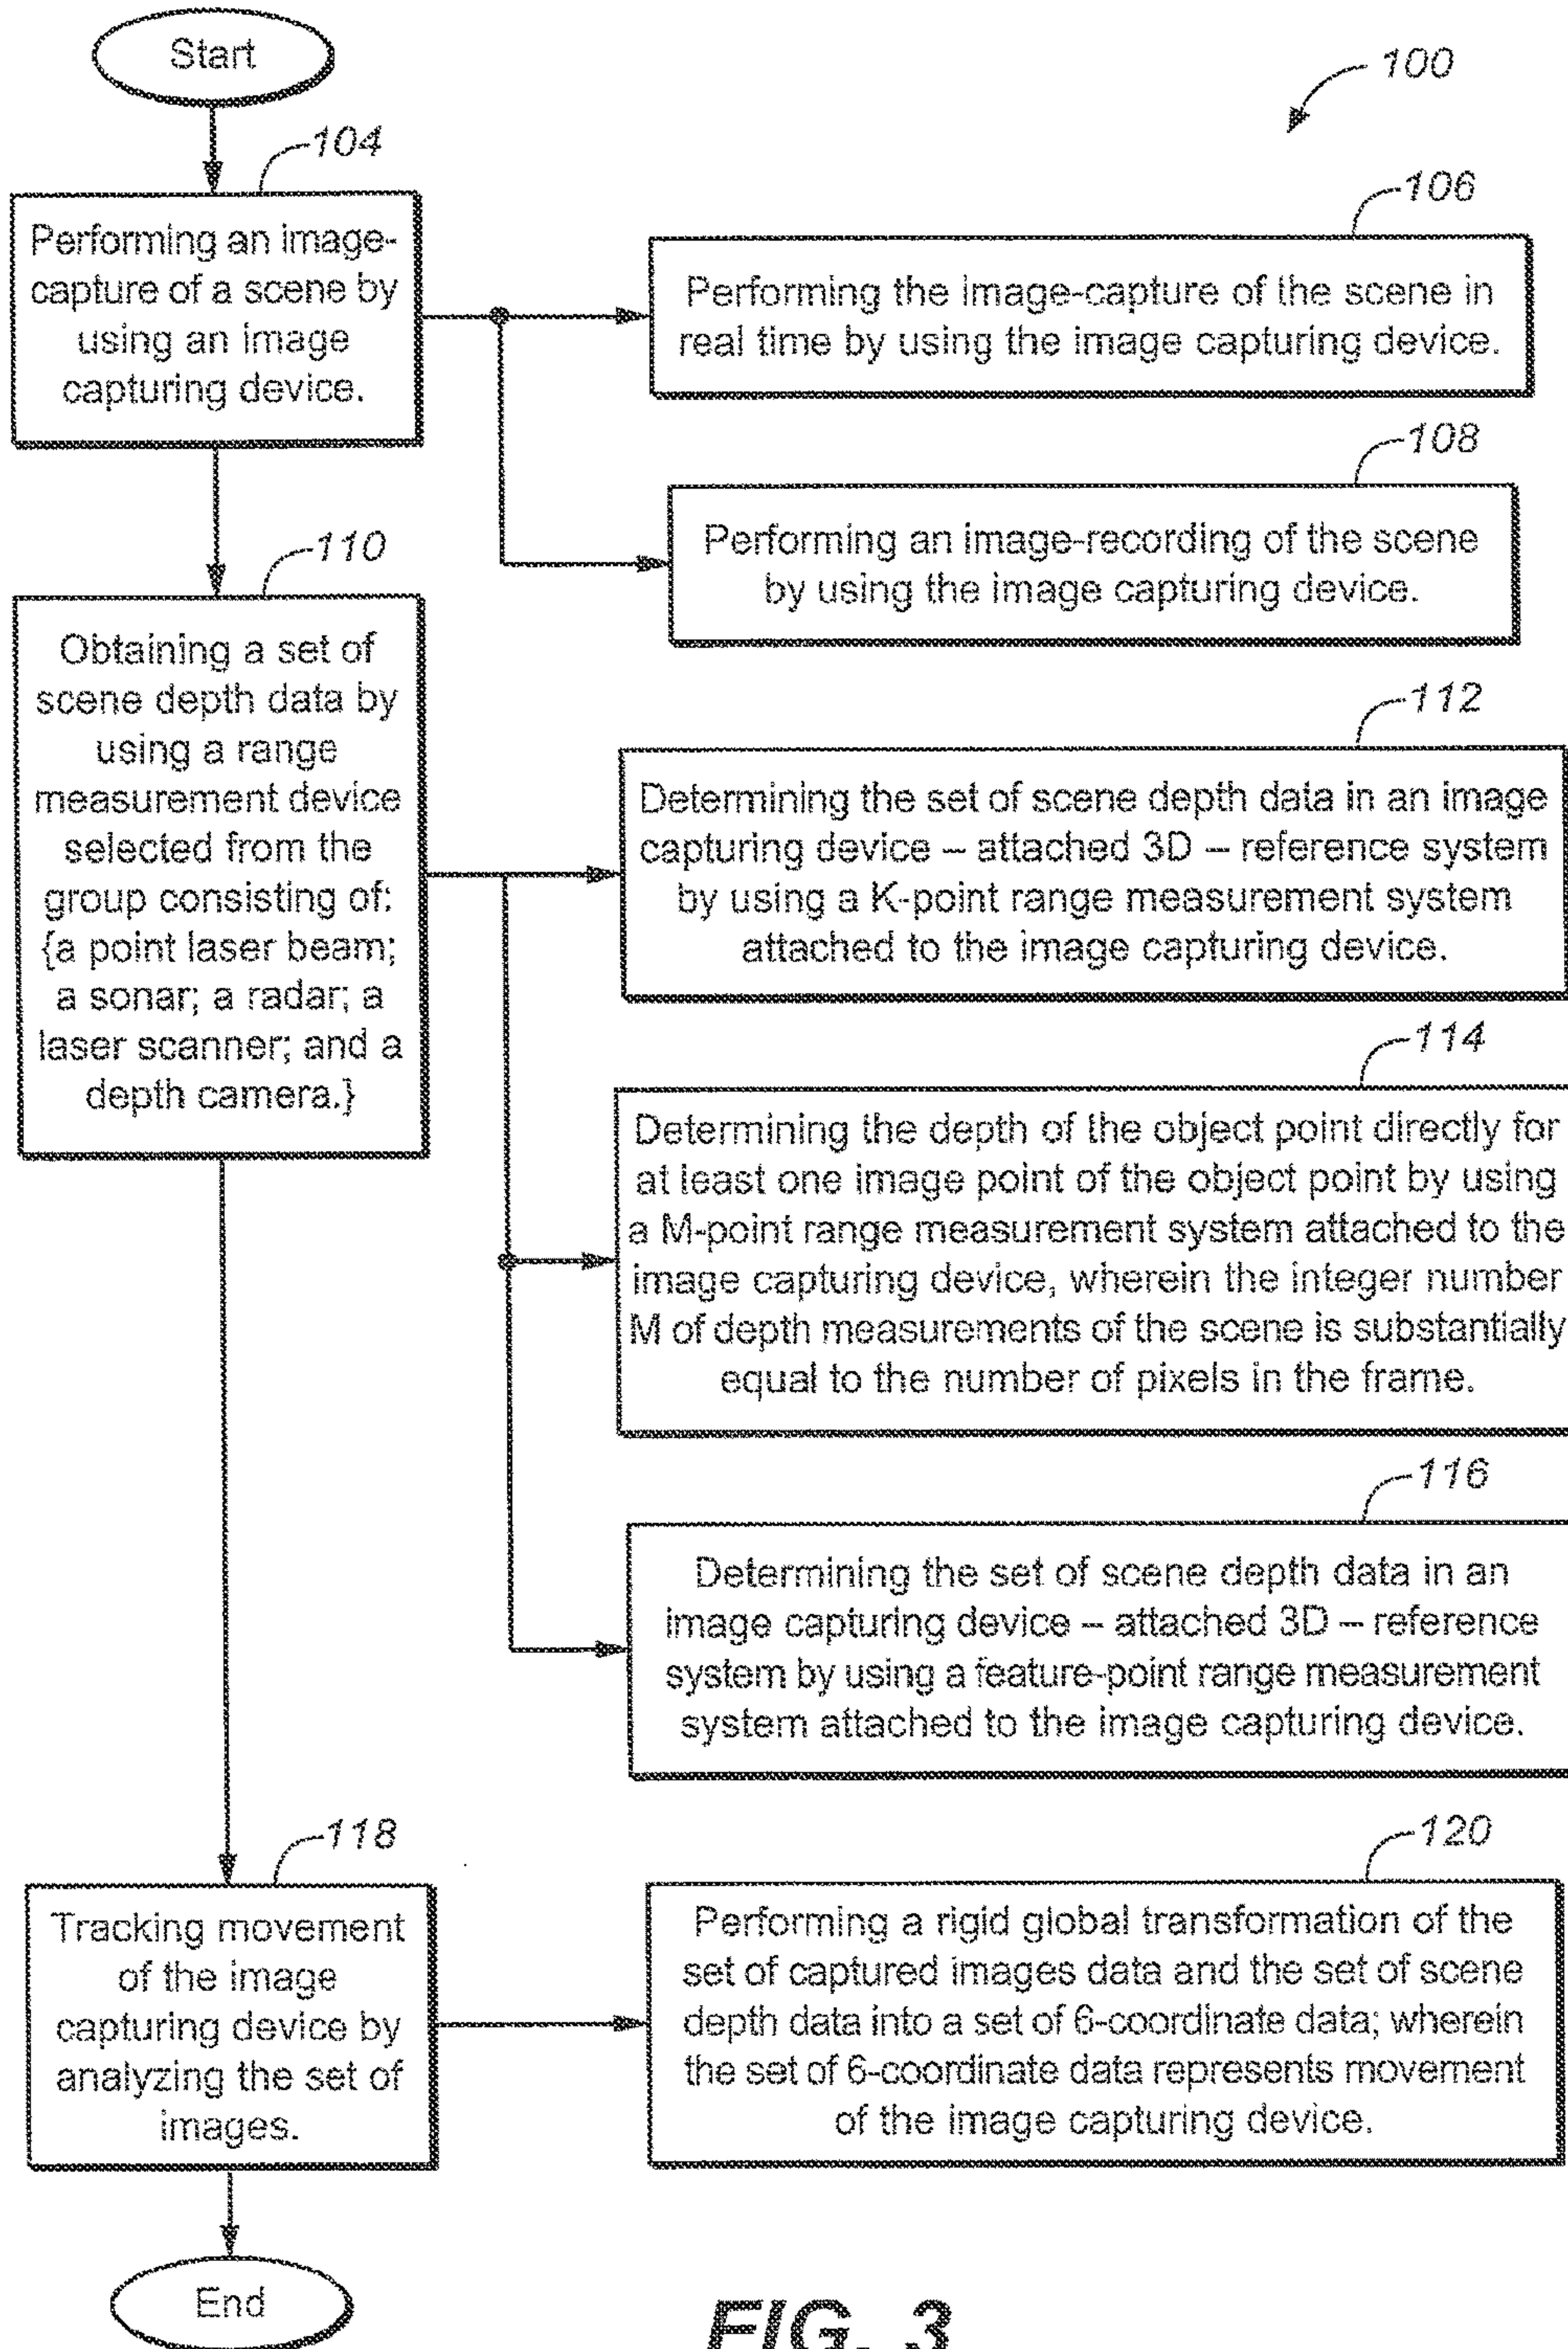 Start
100
104
Performing an image-
capture of a scene by
using an image
capturing device.
106
Performing the image-capture of the scene in
real time by using the image capturing device.
108
Performing an image-recording of the scene
by using the image capturing device.
110
Obtaining a set of
scene depth data by
using a range
measurement device
selected from the
group consisting of:
{a point laser beam;
a sonar; a radar; a
laser scanner; and a
depth camera.}
112
Determining the set of scene depth data in an image
capturing device – attached 3D – reference system
by using a K-point range measurement system
attached to the image capturing device.
114
Determining the depth of the object point directly for
at least one image point of the object point by using
a M-point range measurement system attached to the
image capturing device, wherein the integer number
M of depth measurements of the scene is substantially
equal to the number of pixels in the frame.
116
Determining the set of scene depth data in an
image capturing device – attached 3D – reference
system by using a feature-point range measurement
system attached to the image capturing device.
118
Tracking movement
of the image
capturing device by
analyzing the set of
images.
120
Performing a rigid global transformation of the
set of captured images data and the set of scene
depth data into a set of 6-coordinate data; wherein
the set of 6-coordinate data represents movement
of the image capturing device.
End
FIG. 3